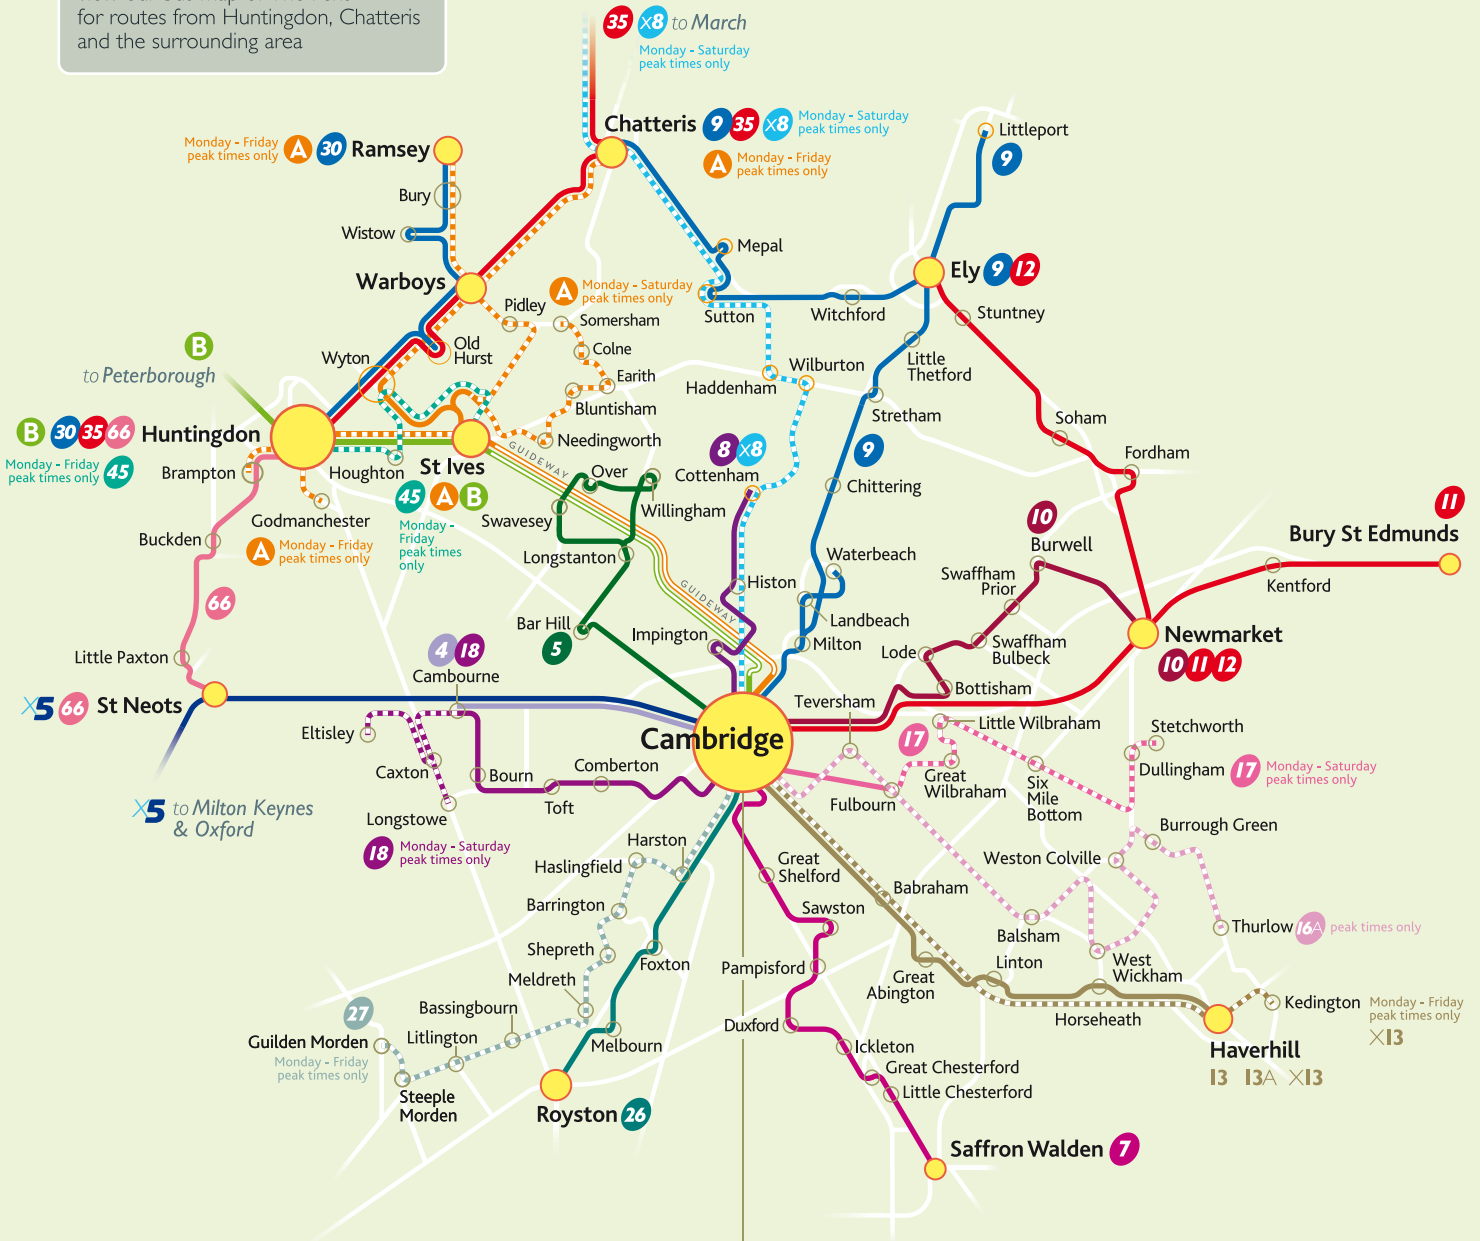 for routes from Huntingdon, Chatteris
and the surrounding area
35 X8 to March
Monday - Saturday
peak times only
Chatteris 9 35 X8
Monday - Saturday
peak times only
A Monday - Friday
peak times only
Littleport
9
Monday - Friday
peak times only
A 30 Ramsey
Bury
Wistow
Mepal
Warboys
Ely 9 12
A Monday - Saturday
peak times only
Pidley
Somersham
Sutton
Witchford
Stuntney
B
to Peterborough
Wyton
Old
Hurst
Colne
Earith
Bluntisham
Haddenham
Wilburton
Little
Thetford
Stretham
Soham
B 30 35 66 Huntingdon
Monday - Friday
peak times only
45
Brampton
Houghton
St Ives
45 A B
Monday -
Friday
peak times
only
Needingworth
GUIDEWAY
8 X8
Cottenham
9
Fordham
Over
Willingham
Swavesey
Longstanton
Chittering
Godmanchester
A Monday - Friday
peak times only
Buckden
10
Burwell
11
Bury St Edmunds
Waterbeach
Histon
GUIDEWAY
Swaffham
Prior
Kentford
66
Bar Hill
5
Impington
Landbeach
Milton
Lode
Swaffham
Bulbeck
Newmarket
10 11 12
Little Paxton
4 18
Cambourne
Bottisham
X5 66 St Neots
Teversham
Eltisley
Cambridge
Little Wilbraham
Stetchworth
17
Caxton
Bourn
Comberton
Toft
Great
Wilbraham
Fulbourn
Six
Mile
Bottom
Dullingham
17 Monday - Saturday
peak times only
X5 to Milton Keynes
& Oxford
Longstowe
18 Monday - Saturday
peak times only
Harston
Haslingfield
Great
Shelford
Burrough Green
Weston Colville
Barrington
Babraham
Sawston
Shepreth
Foxton
Balsham
Thurlow 16A peak times only
Meldreth
Pampisford
Great
Abington
Linton
West
Wickham
Bassingbourn
27
Guilden Morden
Monday - Friday
peak times only
Litlington
Melbourn
Duxford
Horseheath
Kedington
Monday - Friday
peak times only
X13
Ickleton
Haverhill
13 13A X13
Great Chesterford
Little Chesterford
Steeple
Morden
Royston 26
Saffron Walden 7